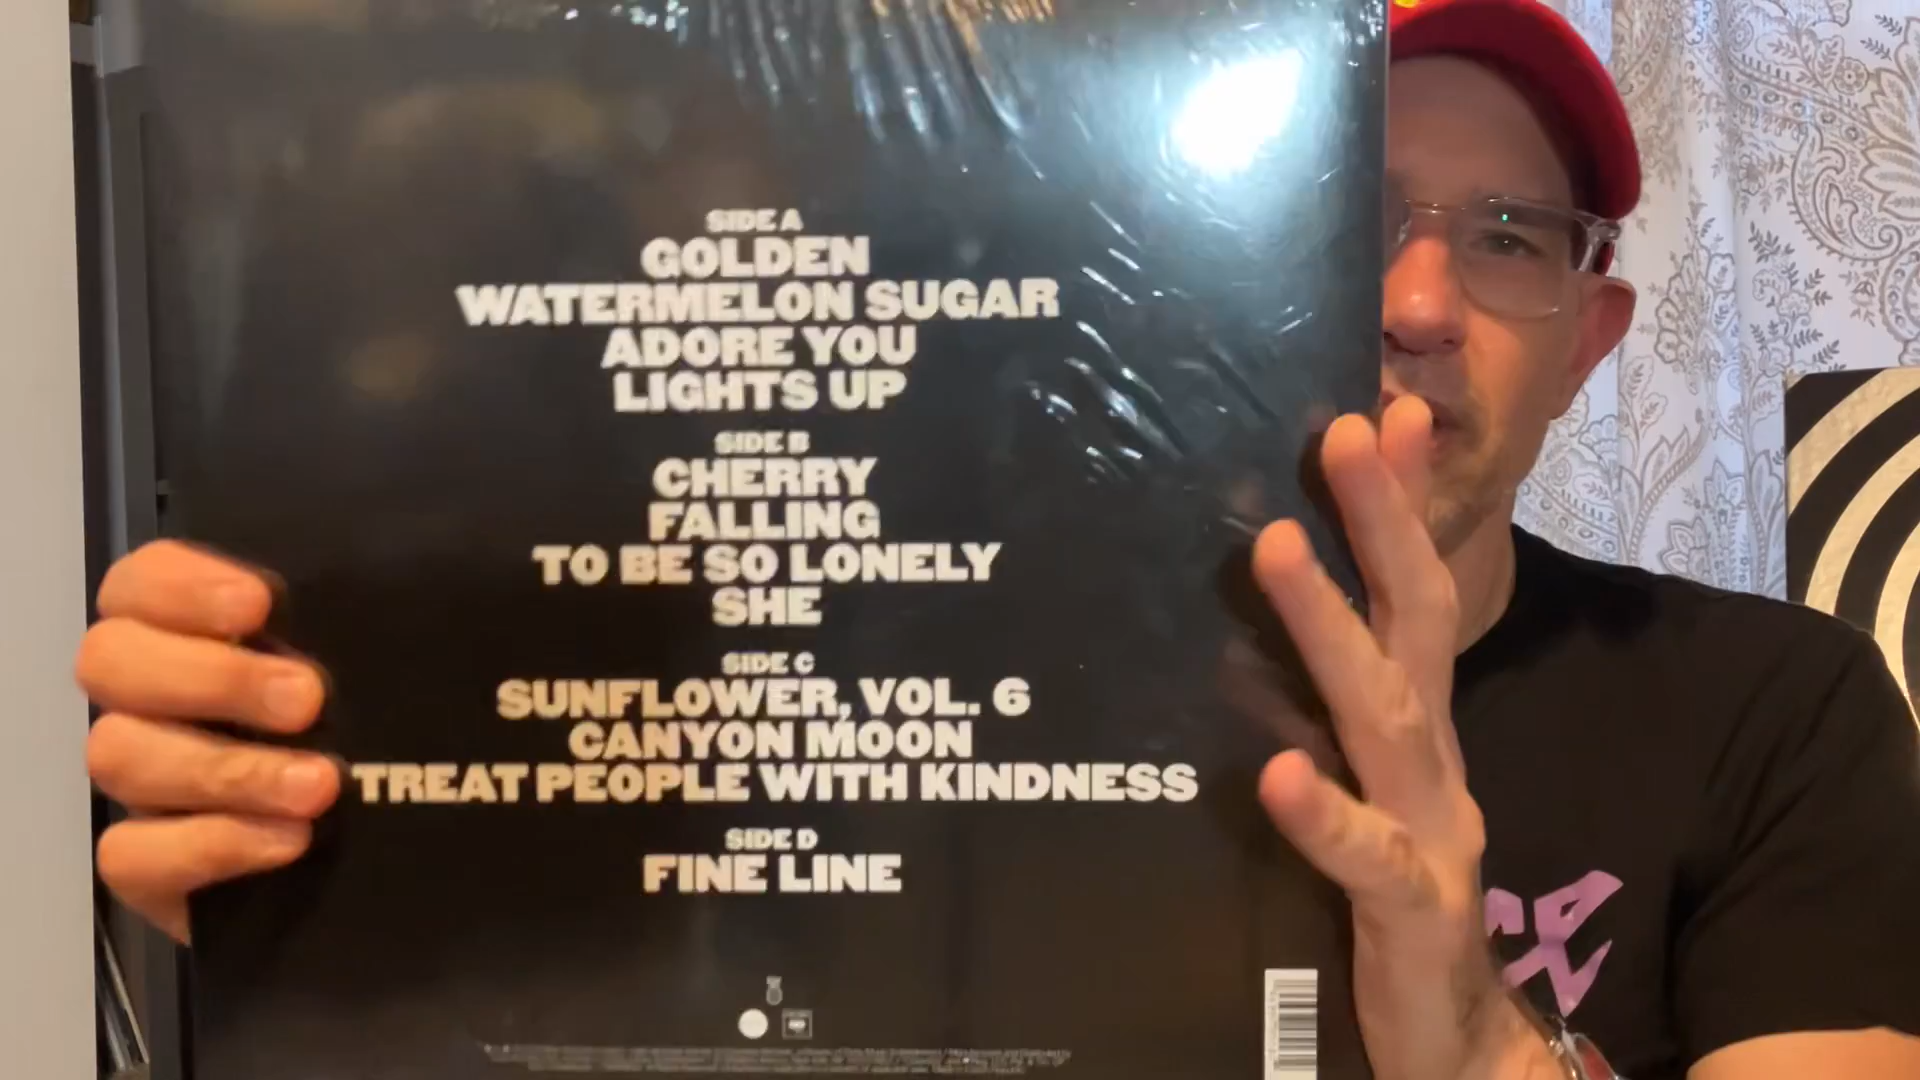 SIDE A
GOLDEN
WATERMELON SUGAR
ADORE YOU
LIGHTS UP
SIDE B
CHERRY
FALLING
TO BE SO LONELY
SHE
SIDE C
SUNFLOWER, VOL. 6
CANYON MOON
TREAT PEOPLE WITH KINDNESS
SIDE D
FINE LINE